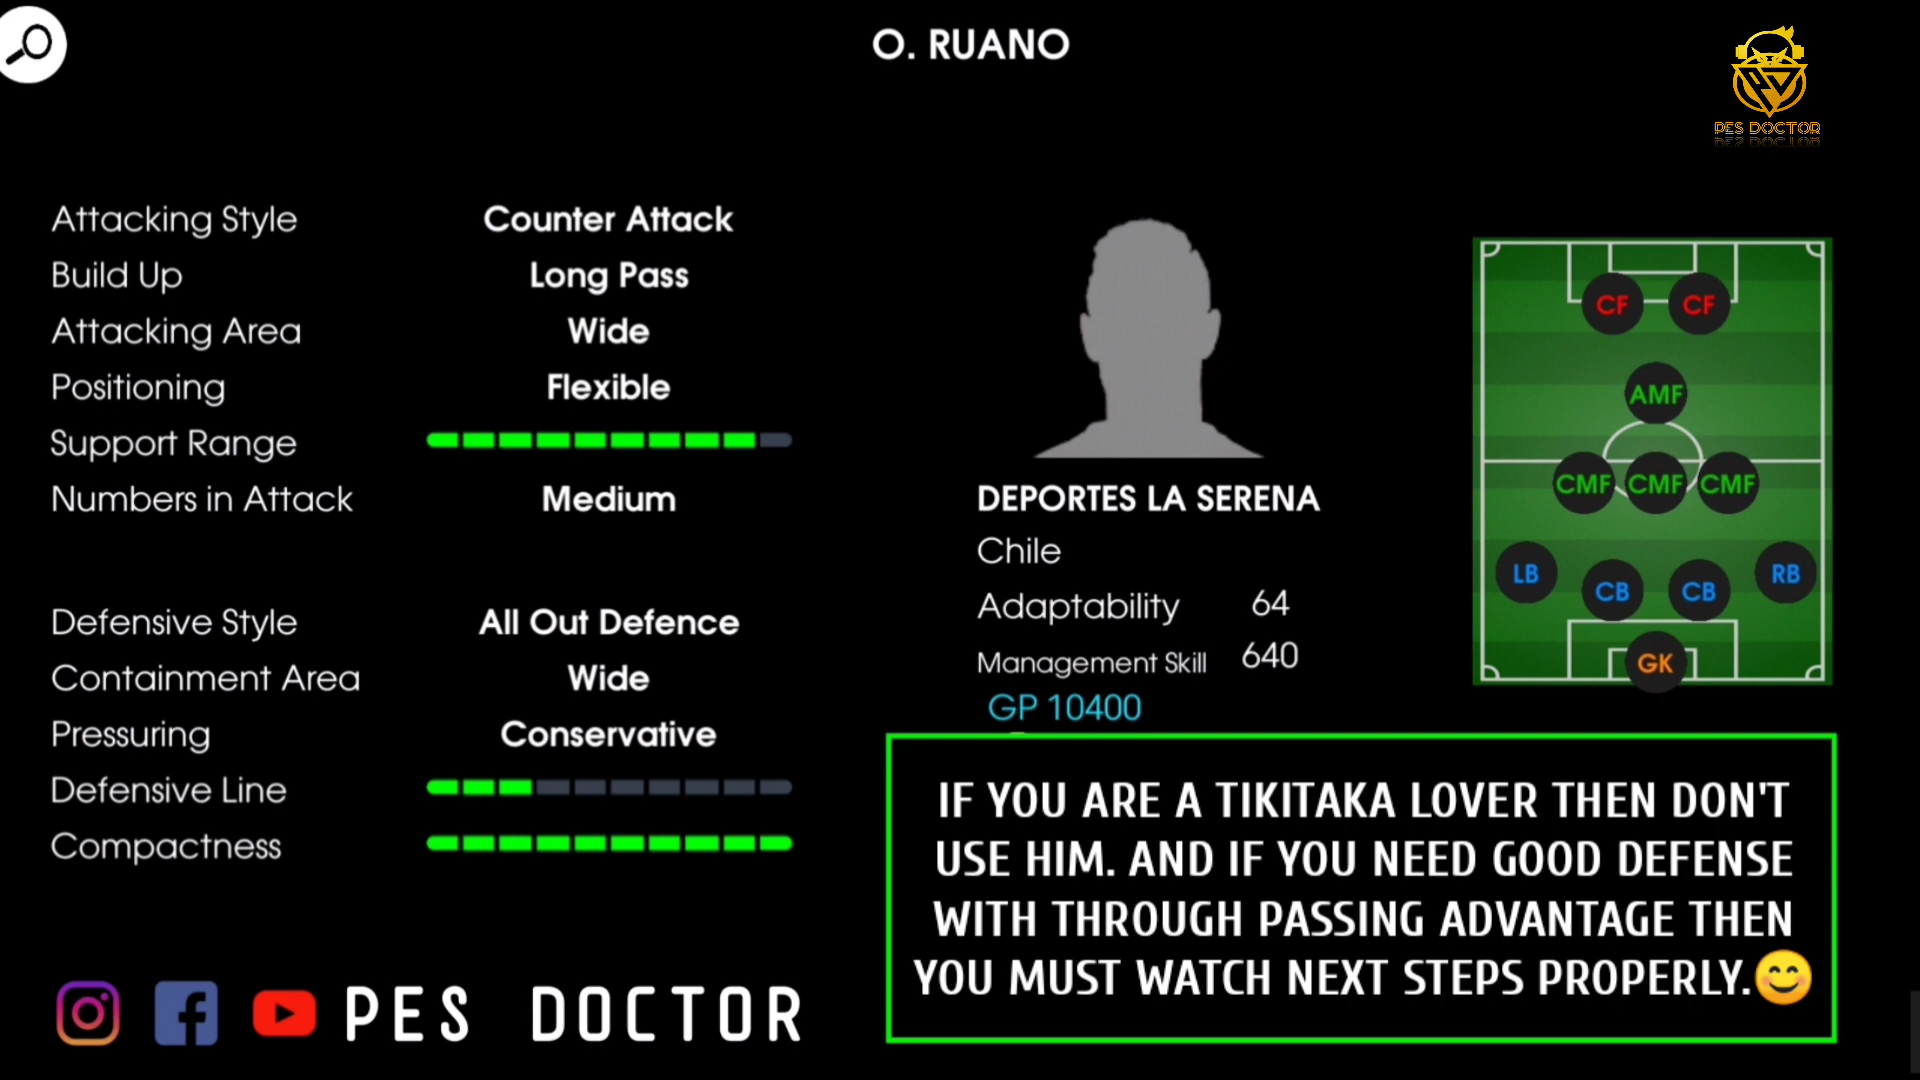 O. RUANO
PES DOCTOR
Attacking Style Counter Attack
Build Up Long Pass
Attacking Area Wide
Positioning Flexible
Support Range
Numbers in Attack Medium
Defensive Style All Out Defence
Containment Area Wide
Pressuring Conservative
Defensive Line
Compactness
DEPORTES LA SERENA
Chile
Adaptability 64
Management Skill 640
GP 10400
CF CF
AMF
CMF CMF CMF
LB CB CB RB
GK
IF YOU ARE A TIKITAKA LOVER THEN DON'T
USE HIM. AND IF YOU NEED GOOD DEFENSE
WITH THROUGH PASSING ADVANTAGE THEN
YOU MUST WATCH NEXT STEPS PROPERLY.😊
PES DOCTOR